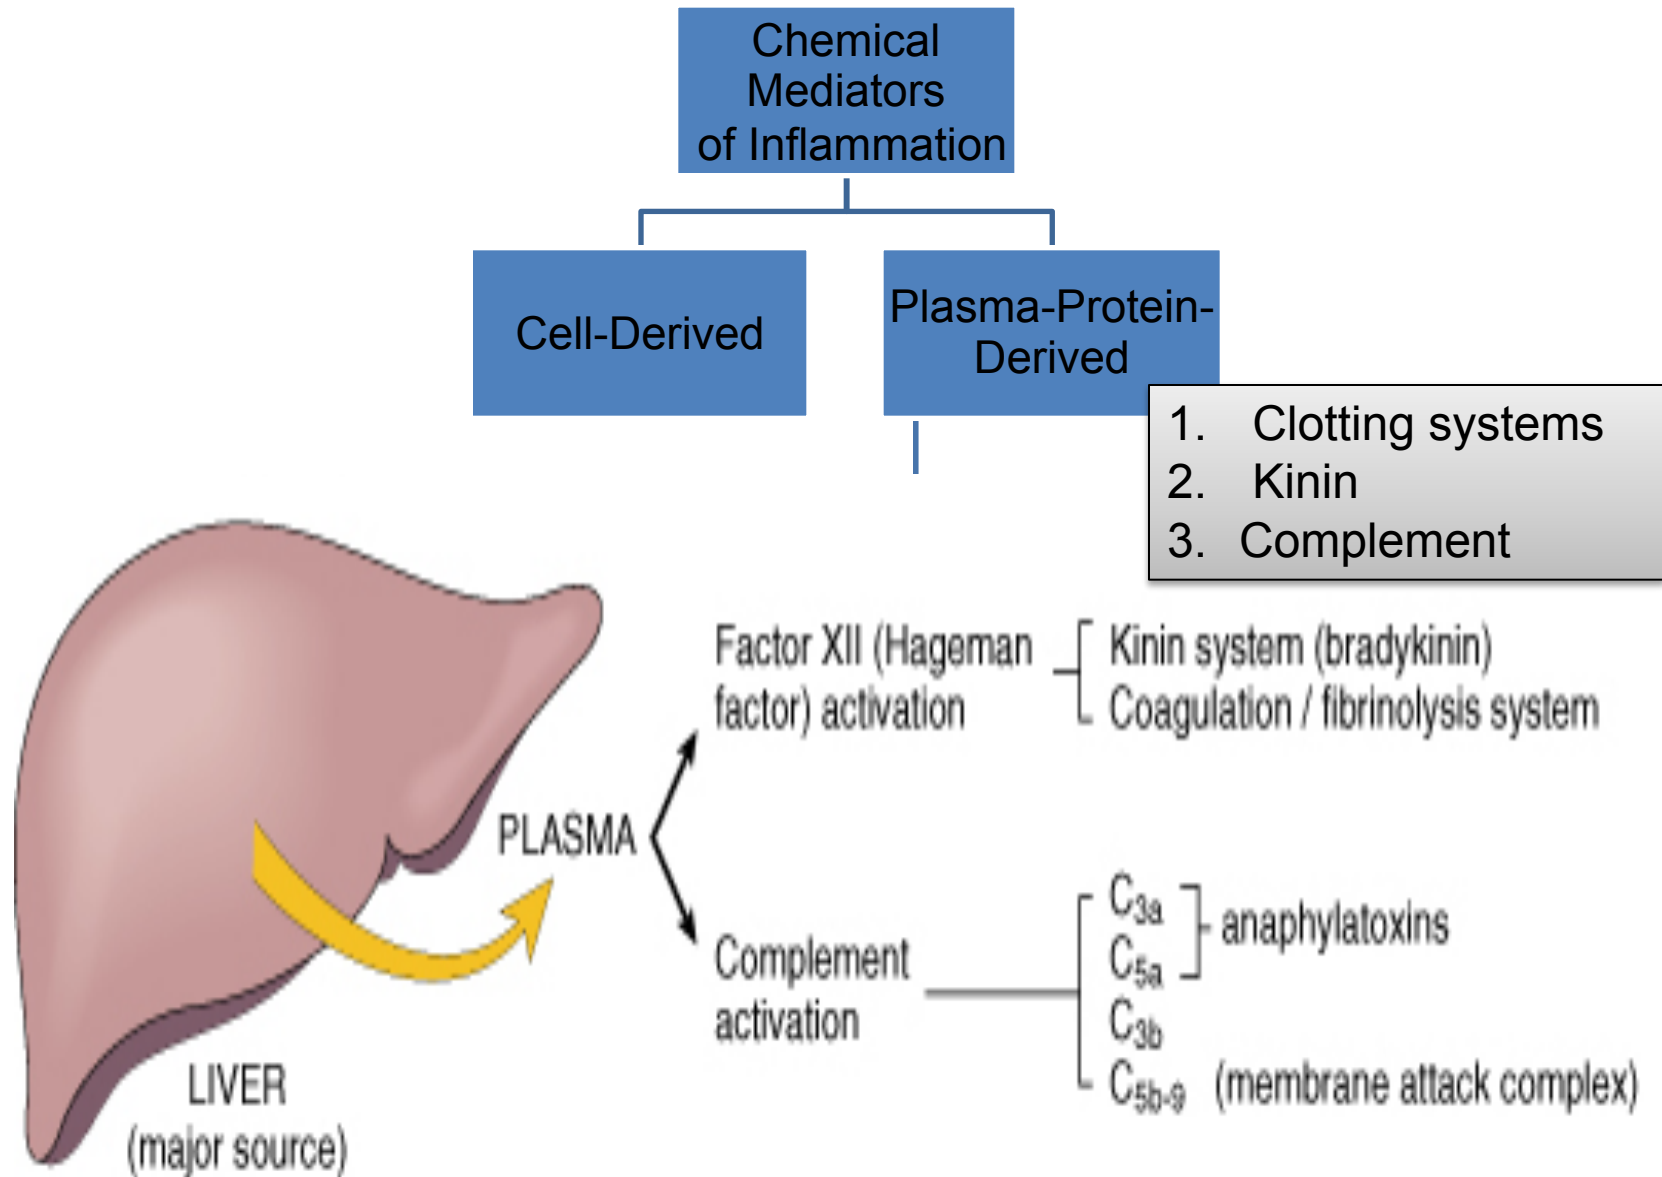 Chemical
Mediators
of Inflammation
Cell-Derived
Plasma-Protein-
Derived
1. Clotting systems
2. Kinin
3. Complement
Factor XII (Hageman
factor) activation
Kinin system (bradykinin)
Coagulation / fibrinolysis system
PLASMA
Complement
activation
C3a
C5a
anaphylatoxins
C3b
C5b-9 (membrane attack complex)
LIVER
(major source)